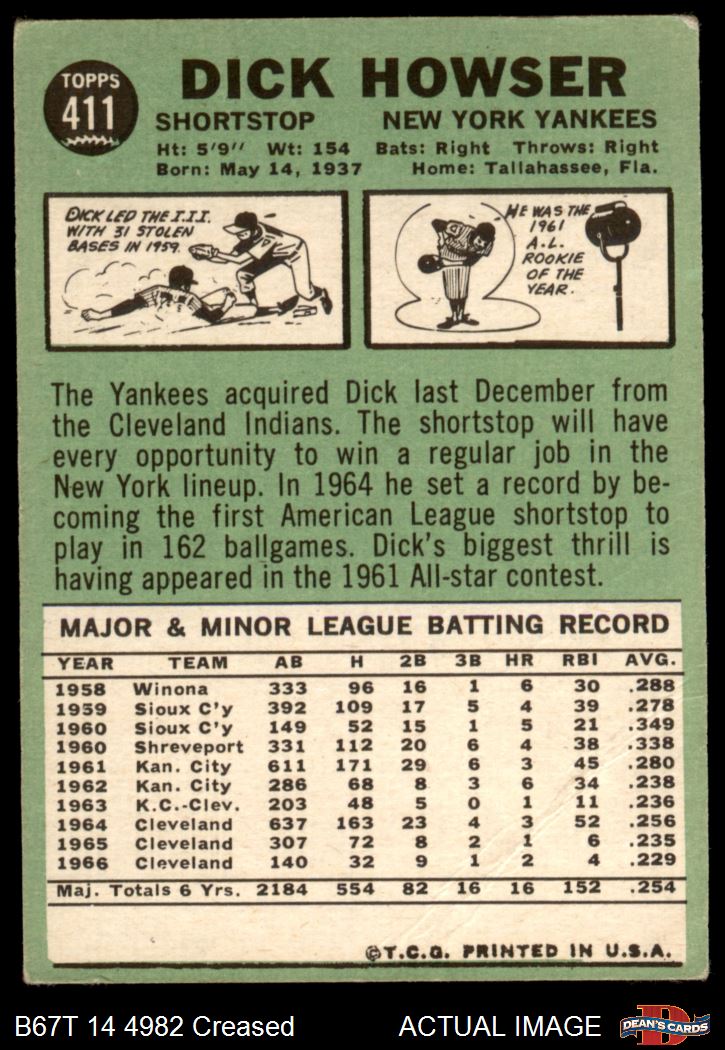 TOPPS
411
DICK HOWSER
SHORTSTOP NEW YORK YANKEES
Ht: 5'9" Wt: 154 Bats: Right Throws: Right
Born: May 14, 1937 Home: Tallahassee, Fla.
DICK LED THE I.I.I.
WITH 31 STOLEN
BASES IN 1959.
HE WAS THE
1961
A.L.
ROOKIE
OF THE
YEAR.
The Yankees acquired Dick last December from
the Cleveland Indians. The shortstop will have
every opportunity to win a regular job in the
New York lineup. In 1964 he set a record by be-
coming the first American League shortstop to
play in 162 ballgames. Dick's biggest thrill is
having appeared in the 1961 All-star contest.
MAJOR & MINOR LEAGUE BATTING RECORD
YEAR TEAM AB H 2B 3B HR RBI AVG.
1958 Winona 333 96 16 1 6 30 .288
1959 Sioux C'y 392 109 17 5 4 39 .278
1960 Sioux C'y 149 52 15 1 5 21 .349
1960 Shreveport 331 112 20 6 4 38 .338
1961 Kan. City 611 171 29 6 3 45 .280
1962 Kan. City 286 68 8 3 6 34 .238
1963 K.C.-Clev. 203 48 5 0 1 11 .236
1964 Cleveland 637 163 23 4 3 52 .256
1965 Cleveland 307 72 8 2 1 6 .235
1966 Cleveland 140 32 9 1 2 4 .229
Maj. Totals 6 Yrs. 2184 554 82 16 16 152 .254
©T.C.G. PRINTED IN U.S.A.
B67T 14 4982 Creased ACTUAL IMAGE
D
DEAN'S CARDS